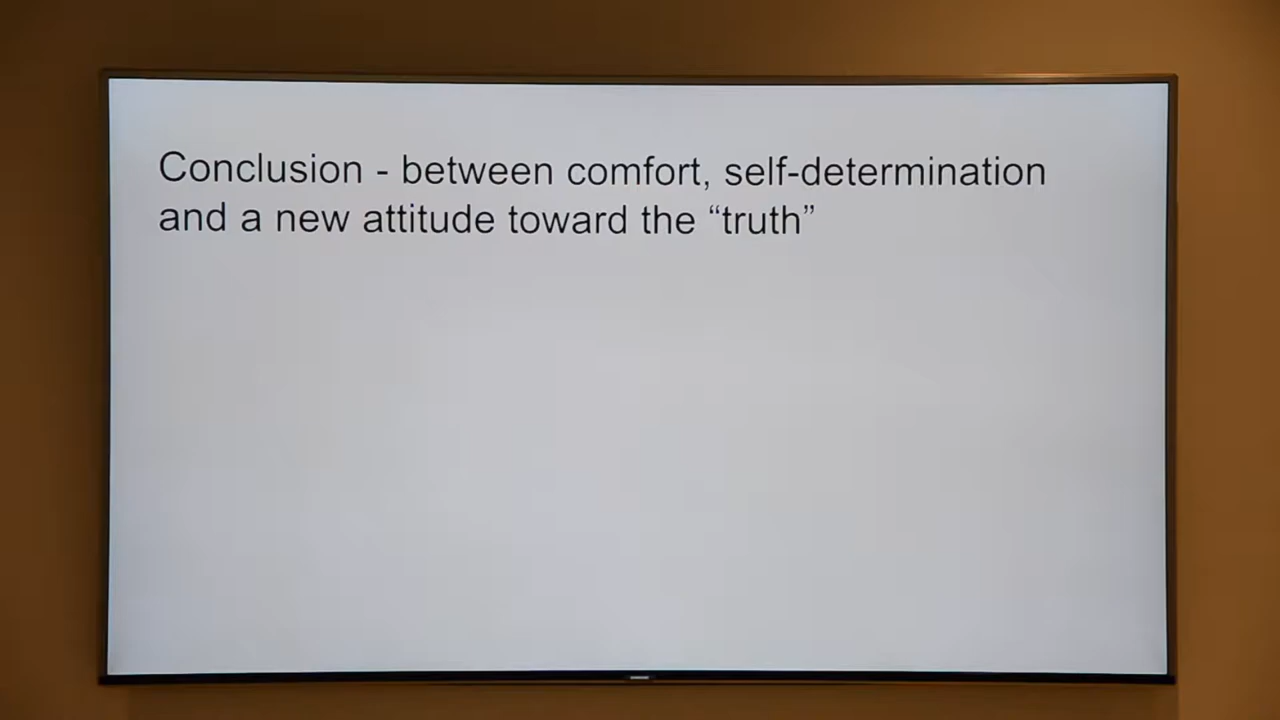 Conclusion - between comfort, self-determination
and a new attitude toward the “truth”